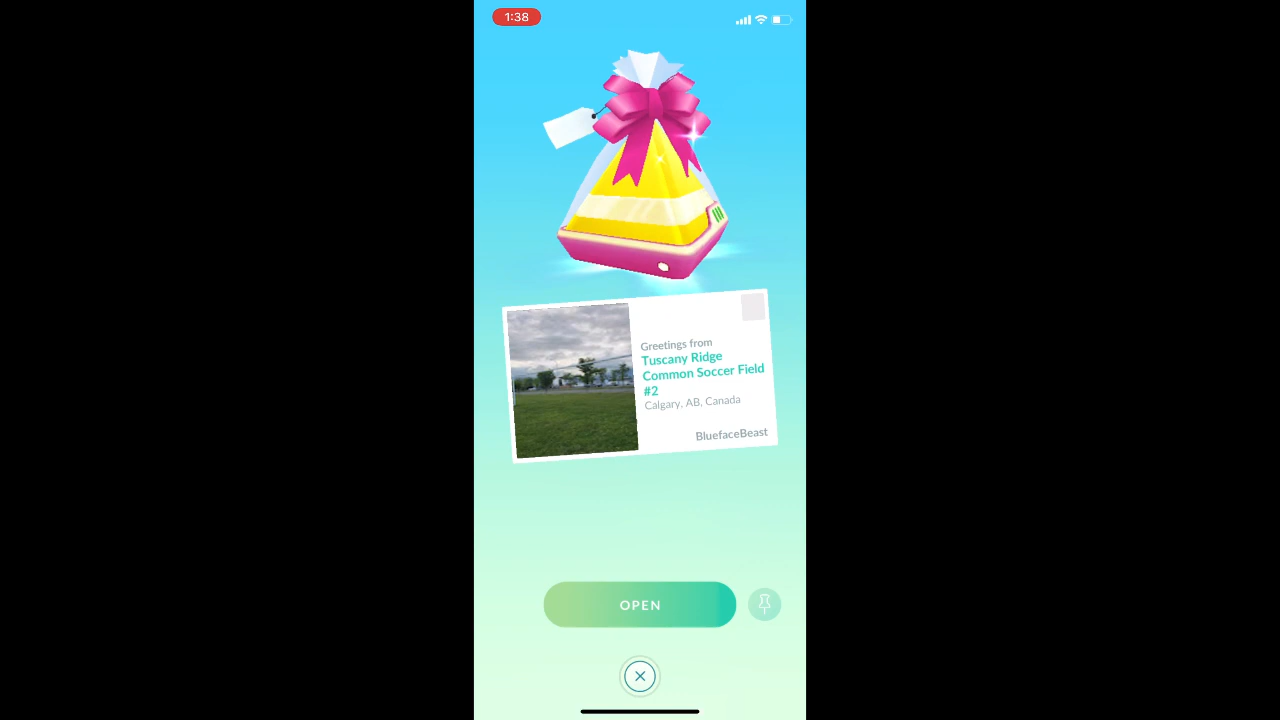 1:38
Greetings from
Tuscany Ridge
Common Soccer Field
#2
Calgary, AB, Canada
BluefaceBeast
OPEN